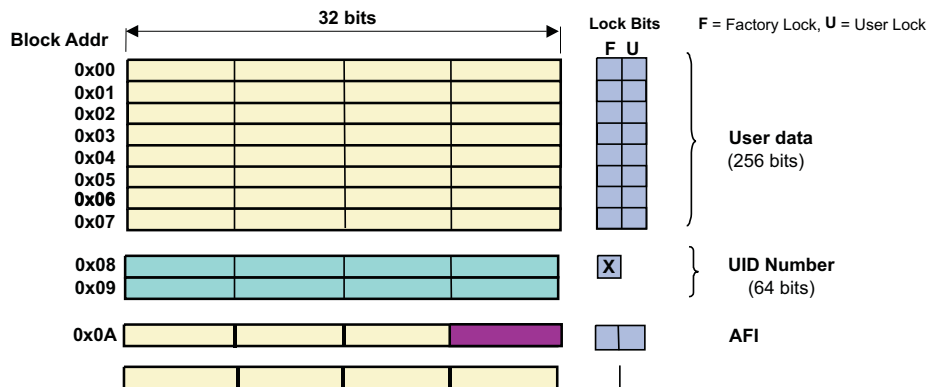 32 bits
Lock Bits
F = Factory Lock, U = User Lock
Block Addr
F U
0x00
0x01
0x02
0x03
0x04
0x05
0x06
0x07
User data
(256 bits)
0x08
0x09
X
UID Number
(64 bits)
0x0A
AFI